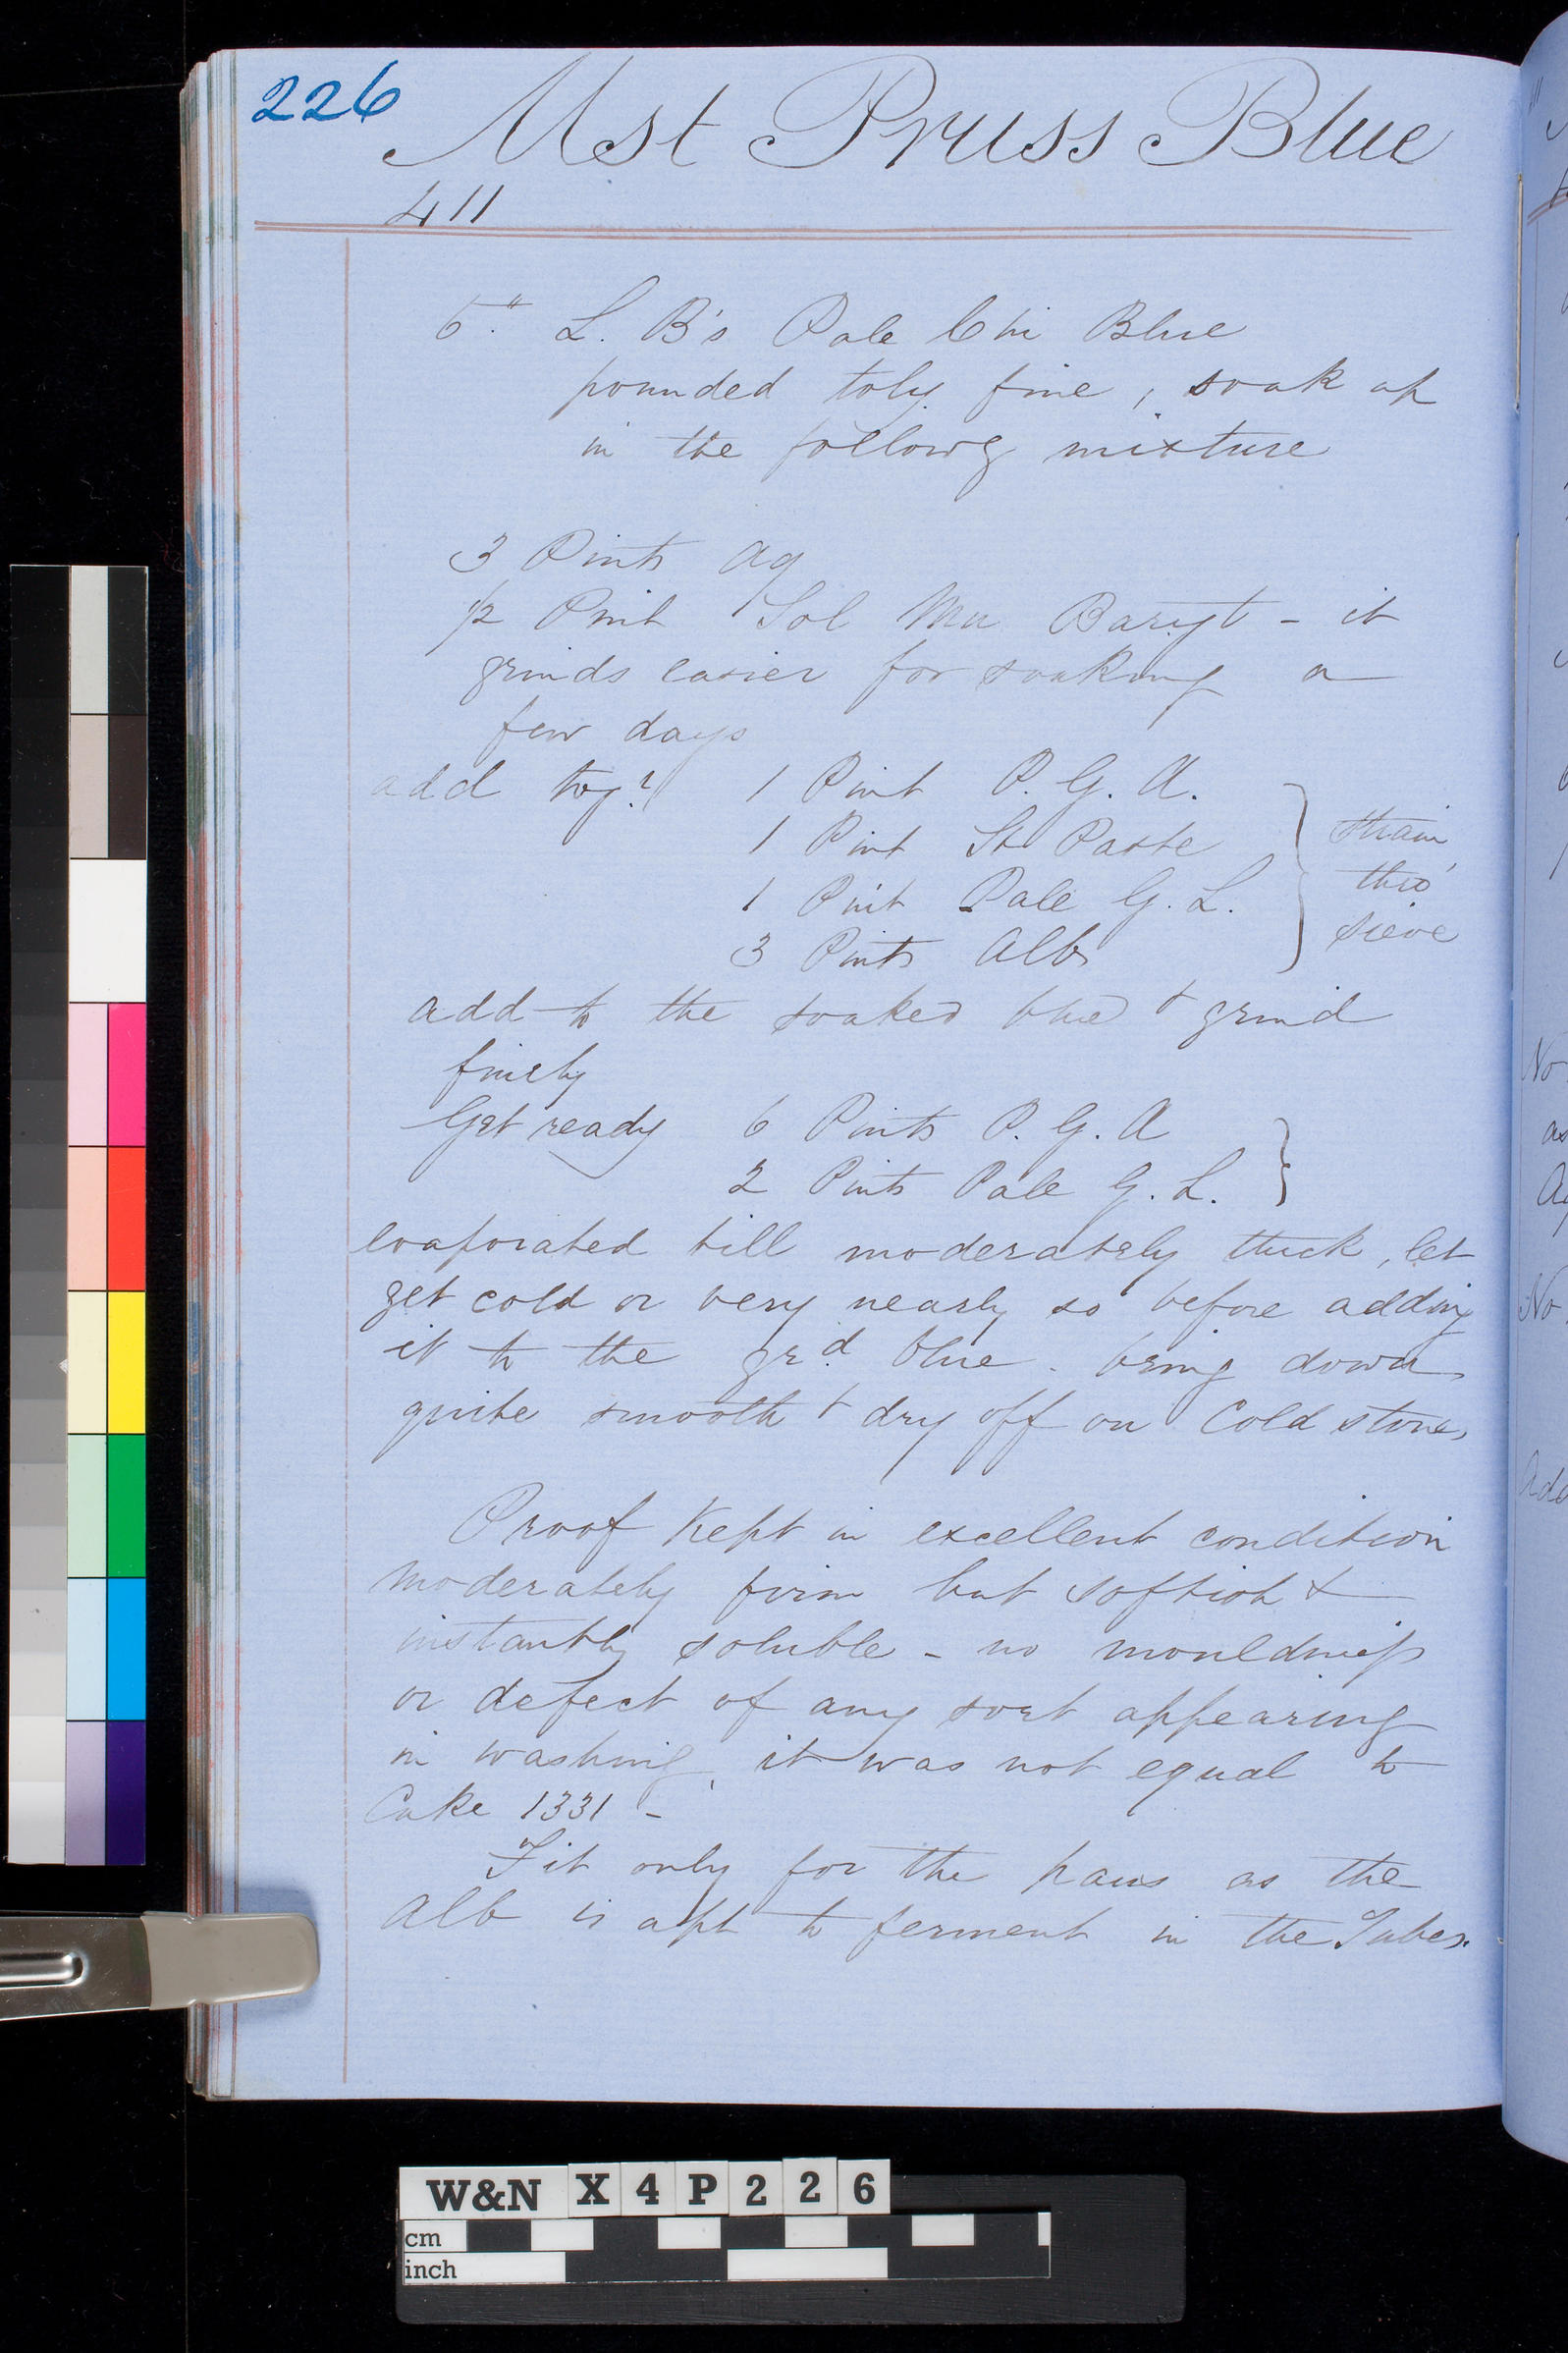 226
Mst Pruss Blue
411
6." L. B's Pale Chi Blue
pounded toly fine, soak up
in the followg mixture
3 Pints Aq
1/2 Pint Sol Mu Baryt - it
grinds easier for soaking a
few days
add tog.r 1 Pint P. G. A.
1 Pint St Paste
1 Pint Pale G. L.
3 Pints Alb
} strain
thro'
sieve
add to the soaked blue & grind
finely
Get ready 6 Pints P. G. A
2 Pints Pale G. L. }
evaporated till moderately thick, let
get cold or very nearly so before adding
it to the grd blue. bring down
quite smooth & dry off on Cold stone,
Proof Kept in excellent condition
moderately firm but softish &
instantly soluble - no mouldiness
or defect of any sort appearing
in washing, it was not equal to
Cake 1331 -
Fit only for the pans as the
Alb is apt to ferment in the Tubes.
W&N X4P226
cm
inch